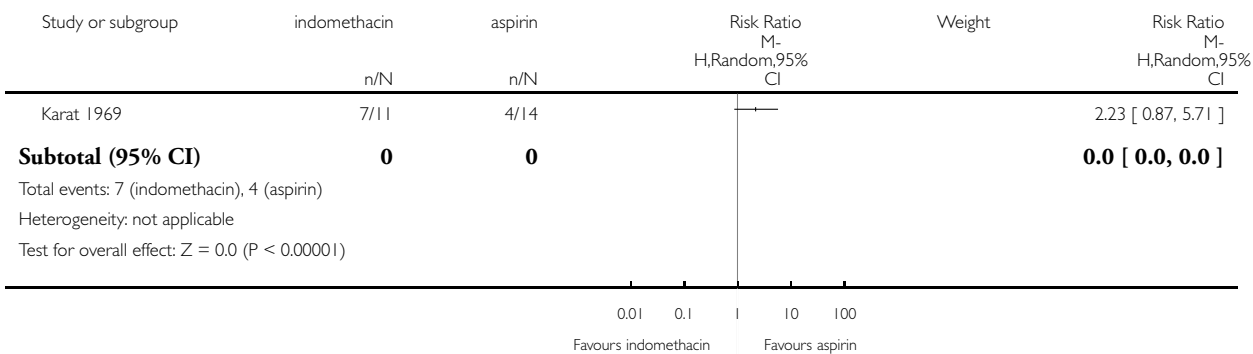 Study or subgroup indomethacin aspirin Risk Ratio Weight Risk Ratio
M- M-
H,Random,95% H,Random,95%
n/N n/N CI CI
Karat 1969 7/11 4/14 2.23 [ 0.87, 5.71 ]
Subtotal (95% CI) 0 0 0.0 [ 0.0, 0.0 ]
Total events: 7 (indomethacin), 4 (aspirin)
Heterogeneity: not applicable
Test for overall effect: Z = 0.0 (P < 0.00001)
0.01 0.1 1 10 100
Favours indomethacin Favours aspirin